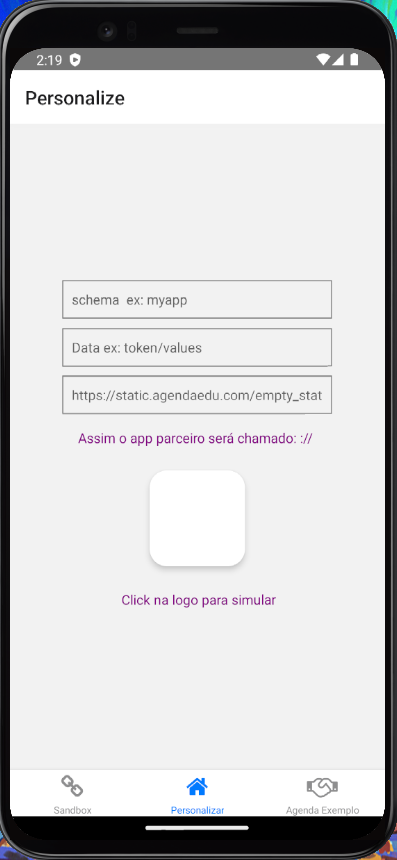 2:19
Personalize
schema ex: myapp
Data ex: token/values
https://static.agendaedu.com/empty_stat
Assim o app parceiro será chamado: ://
Click na logo para simular
Sandbox
Personalizar
Agenda Exemplo